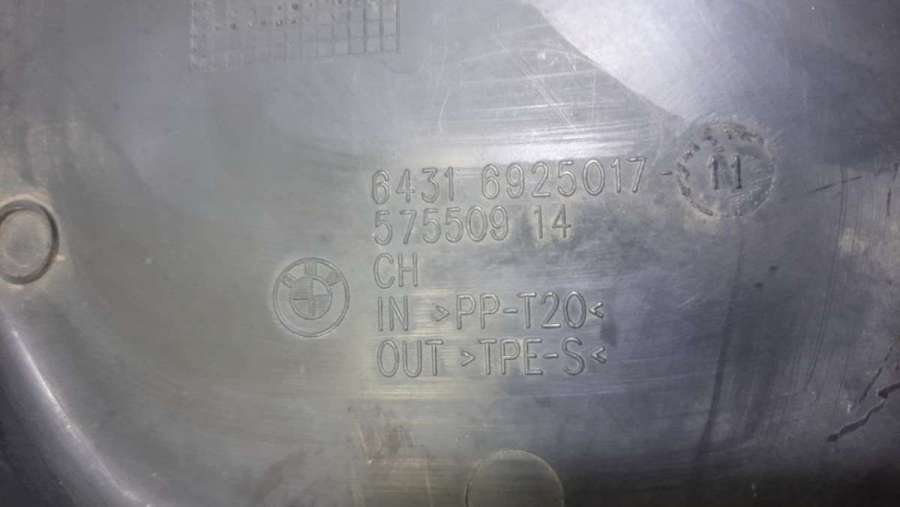 6431 6925017-11
575509 14
CH
IN >PP-T20<
OUT >TPE-S<